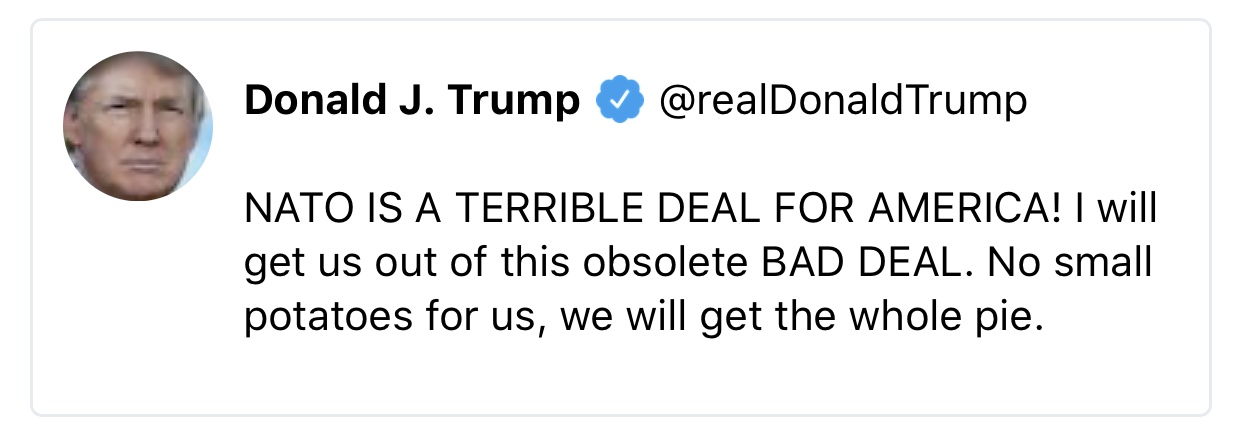 Donald J. Trump @realDonaldTrump
NATO IS A TERRIBLE DEAL FOR AMERICA! I will
get us out of this obsolete BAD DEAL. No small
potatoes for us, we will get the whole pie.